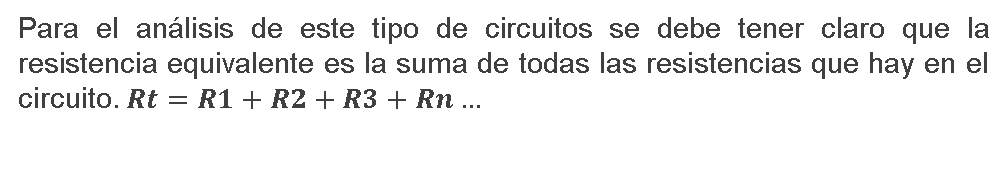 Para el análisis de este tipo de circuitos se debe tener claro que la
resistencia equivalente es la suma de todas las resistencias que hay en el
circuito. Rt = R1 + R2 + R3 + Rn ...